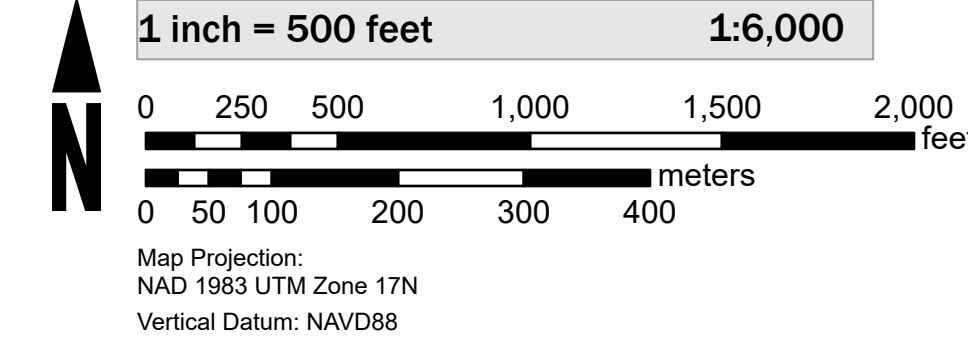 1 inch = 500 feet 1:6,000
0 250 500 1,000 1,500 2,000
feet
meters
0 50 100 200 300 400
N
Map Projection:
NAD 1983 UTM Zone 17N
Vertical Datum: NAVD88